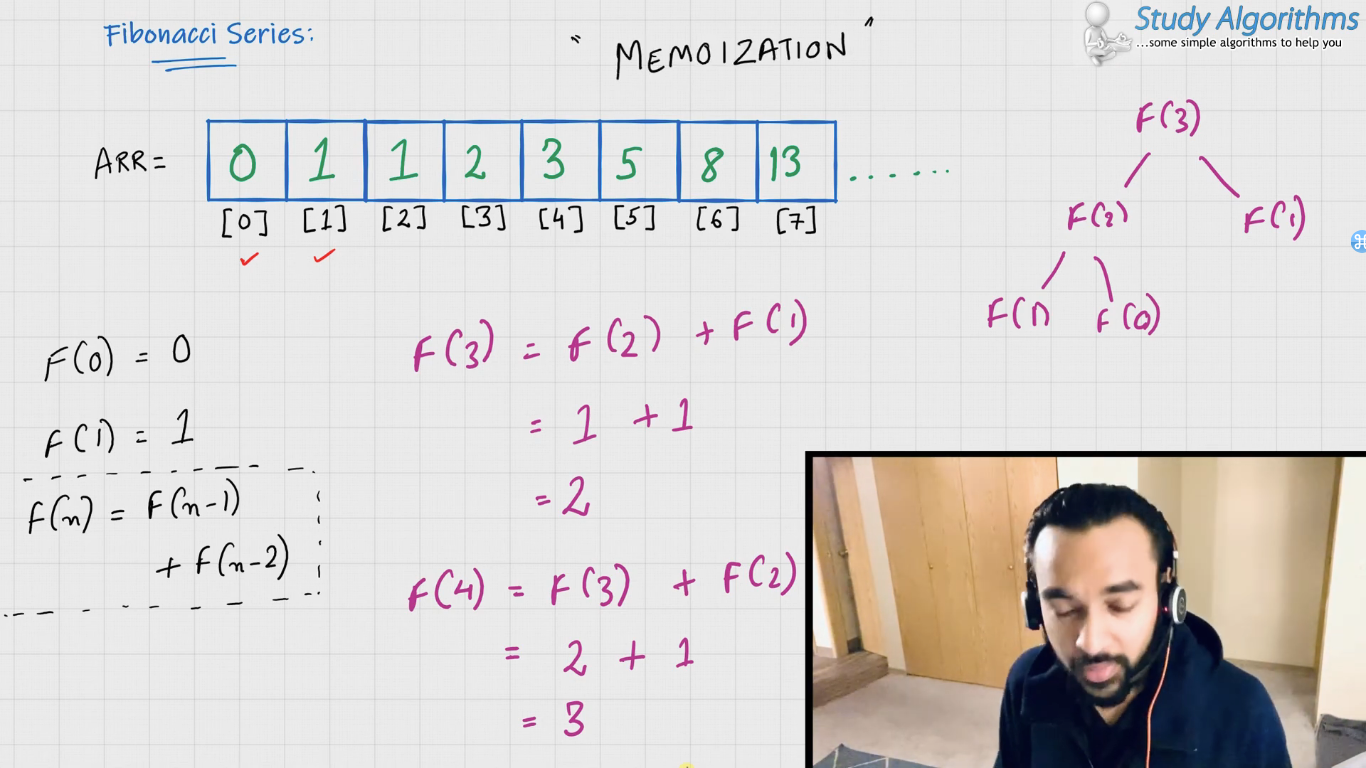 Fibonacci Series:
" MEMOIZATION "
Study Algorithms
...some simple algorithms to help you
ARR = 0 1 1 2 3 5 8 13 .......
[0] [1] [2] [3] [4] [5] [6] [7]
F(3)
F(2) F(1)
F(1) F(0)
F(0) = 0
F(1) = 1
F(n) = F(n-1)
+ F(n-2)
F(3) = F(2) + F(1)
= 1 + 1
= 2
F(4) = F(3) + F(2)
= 2 + 1
= 3